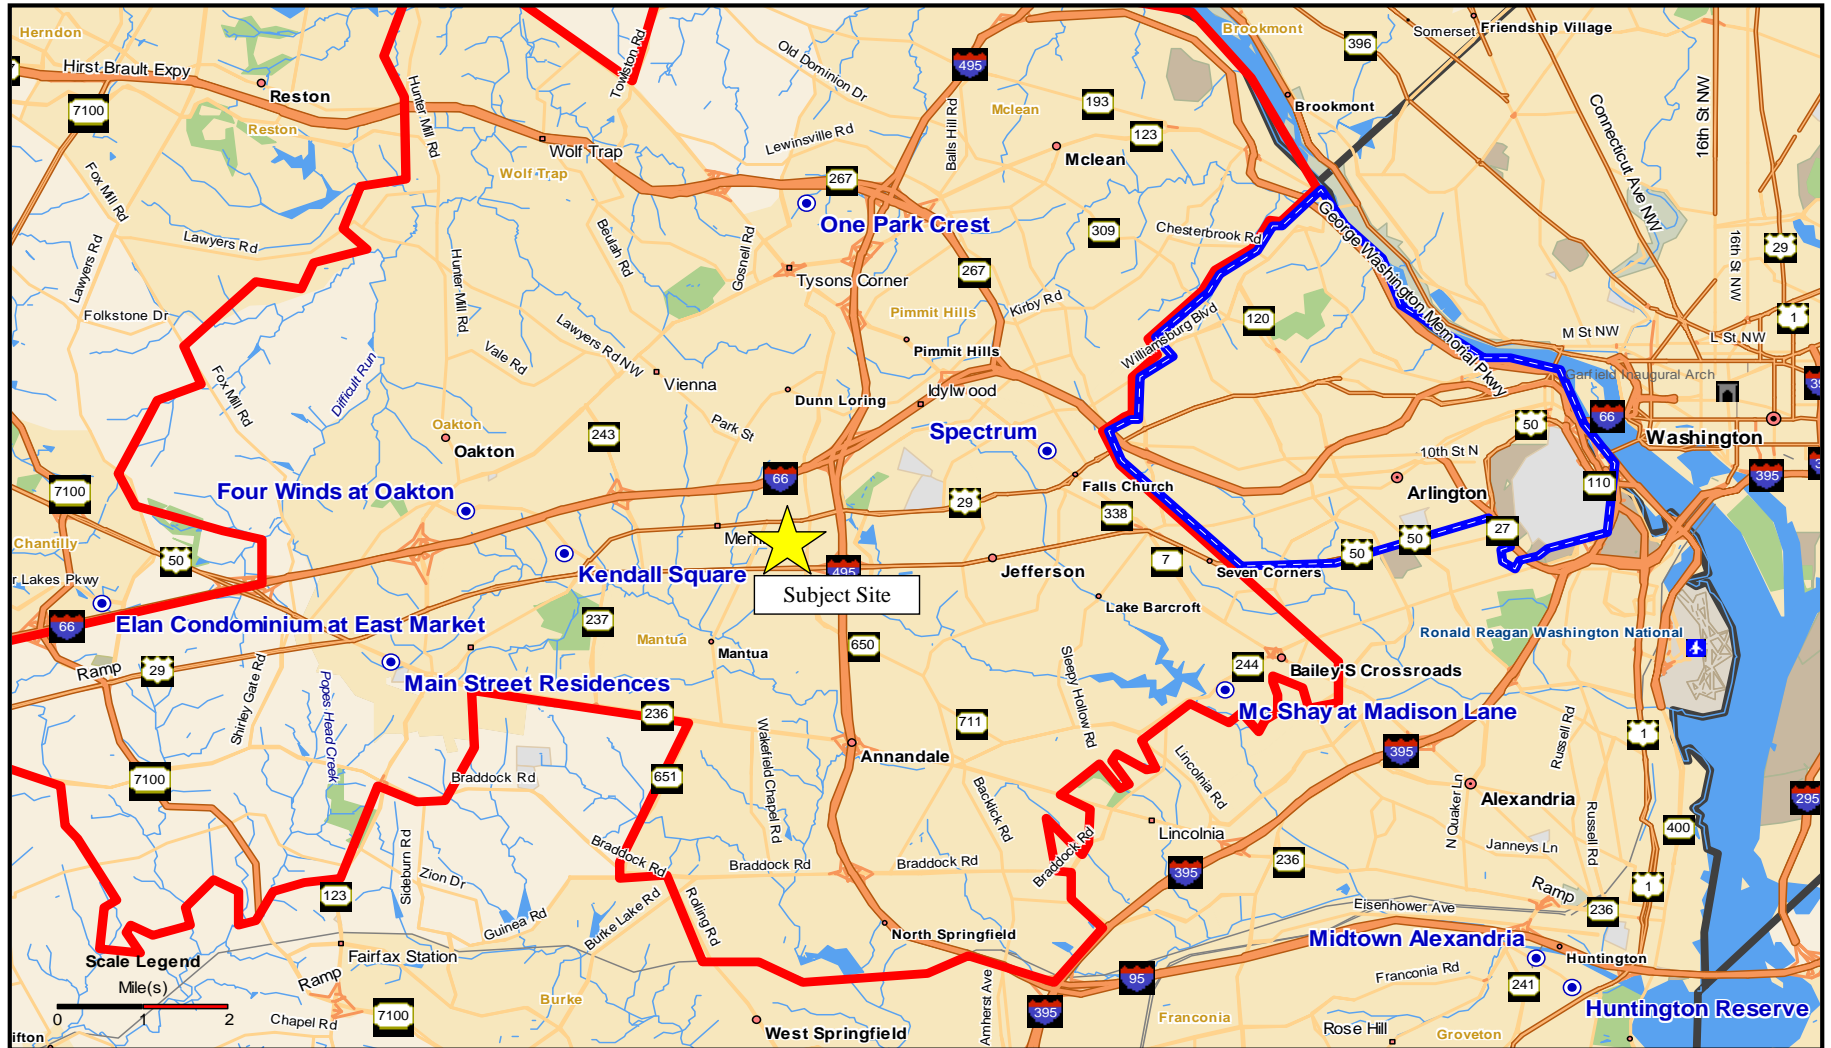 Herndon
Hirst Brault Expy
Reston
7100
Reston
Hunter Mill Rd
Towlston Rd
Old Dominion Dr
495
Balls Hill Rd
Mclean
193
123
Mclean
Brookmont
396
Somerset
Friendship Village
Brookmont
Connecticut Ave NW
16th St NW
Wolf Trap
Wolf Trap
Lewinsville Rd
267
One Park Crest
309
Chesterbrook Rd
George Washington Memorial Pkwy
16th St NW
29
Fox Mill Rd
Lawyers Rd
Lawyers Rd
Hunter Mill Rd
Beulah Rd
Gosnell Rd
Tysons Corner
267
Kirby Rd
120
1
Folkstone Dr
Lawyers Rd NW
Pimmit Hills
Pimmit Hills
Williamsburg Blvd
M St NW
L St NW
Vale Rd
Vienna
Difficult Run
Fox Mill Rd
Dunn Loring
Idylwood
Garfield Inaugural Arch
66
Oakton
Oakton
243
Park St
Spectrum
50
Washington
10th St N
Arlington
395
110
7100
Four Winds at Oakton
66
29
Falls Church
338
27
Chantilly
50
Kendall Square
495
Subject Site
Jefferson
7
Seven Corners
50
50
r Lakes Pkwy
66
Elan Condominium at East Market
237
Mantua
Mantua
650
Lake Barcroft
Ronald Reagan Washington National
Ramp
29
Shirley Gate Rd
Popes Head Creek
Main Street Residences
236
Sleepy Hollow Rd
244
Bailey'S Crossroads
Mc Shay at Madison Lane
711
Wakefield Chapel Rd
Annandale
395
Russell Rd
1
7100
Braddock Rd
651
Backlick Rd
Lincolnia Rd
Lincolnia
N Quaker Ln
Alexandria
295
400
Russell Rd
Janneys Ln
236
Sideburn Rd
Zion Dr
Braddock Rd
Braddock Rd
Braddock Rd
Braddock Rd
395
Ramp
1
236
123
Guinea Rd
Burke Lake Rd
Rolling Rd
North Springfield
Eisenhower Ave
Midtown Alexandria
Huntington
Fairfax Station
Scale Legend
Mile(s)
0 1 2
Ramp
Chapel Rd
7100
Burke
West Springfield
Amherst Ave
95
395
Franconia Rd
241
Huntington Reserve
Franconia
Rose Hill
Groveton
ifton